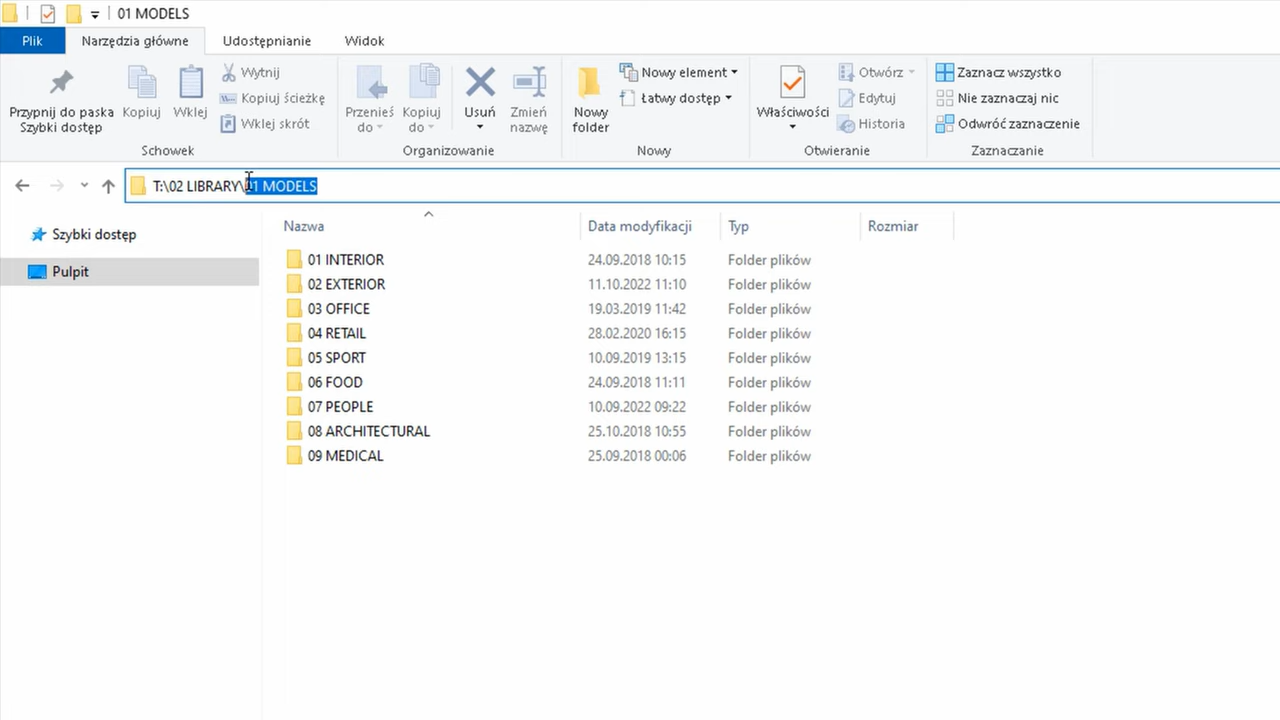 01 MODELS
Plik Narzędzia główne Udostępnianie Widok
Przypnij do paska Szybki dostęp
Kopiuj
Wklej
Wytnij
Kopiuj ścieżkę
Wklej skrót
Schowek
Przenieś do
Kopiuj do
Usuń
Zmień nazwę
Organizowanie
Nowy folder
Nowy element
Łatwy dostęp
Nowy
Właściwości
Otwórz
Edytuj
Historia
Otwieranie
Zaznacz wszystko
Nie zaznaczaj nic
Odwróć zaznaczenie
Zaznaczanie
T:\02 LIBRARY\01 MODELS
Szybki dostęp
Pulpit
Nazwa Data modyfikacji Typ Rozmiar
01 INTERIOR 24.09.2018 10:15 Folder plików
02 EXTERIOR 11.10.2022 11:10 Folder plików
03 OFFICE 19.03.2019 11:42 Folder plików
04 RETAIL 28.02.2020 16:15 Folder plików
05 SPORT 10.09.2019 13:15 Folder plików
06 FOOD 24.09.2018 11:11 Folder plików
07 PEOPLE 10.09.2022 09:22 Folder plików
08 ARCHITECTURAL 25.10.2018 10:55 Folder plików
09 MEDICAL 25.09.2018 00:06 Folder plików